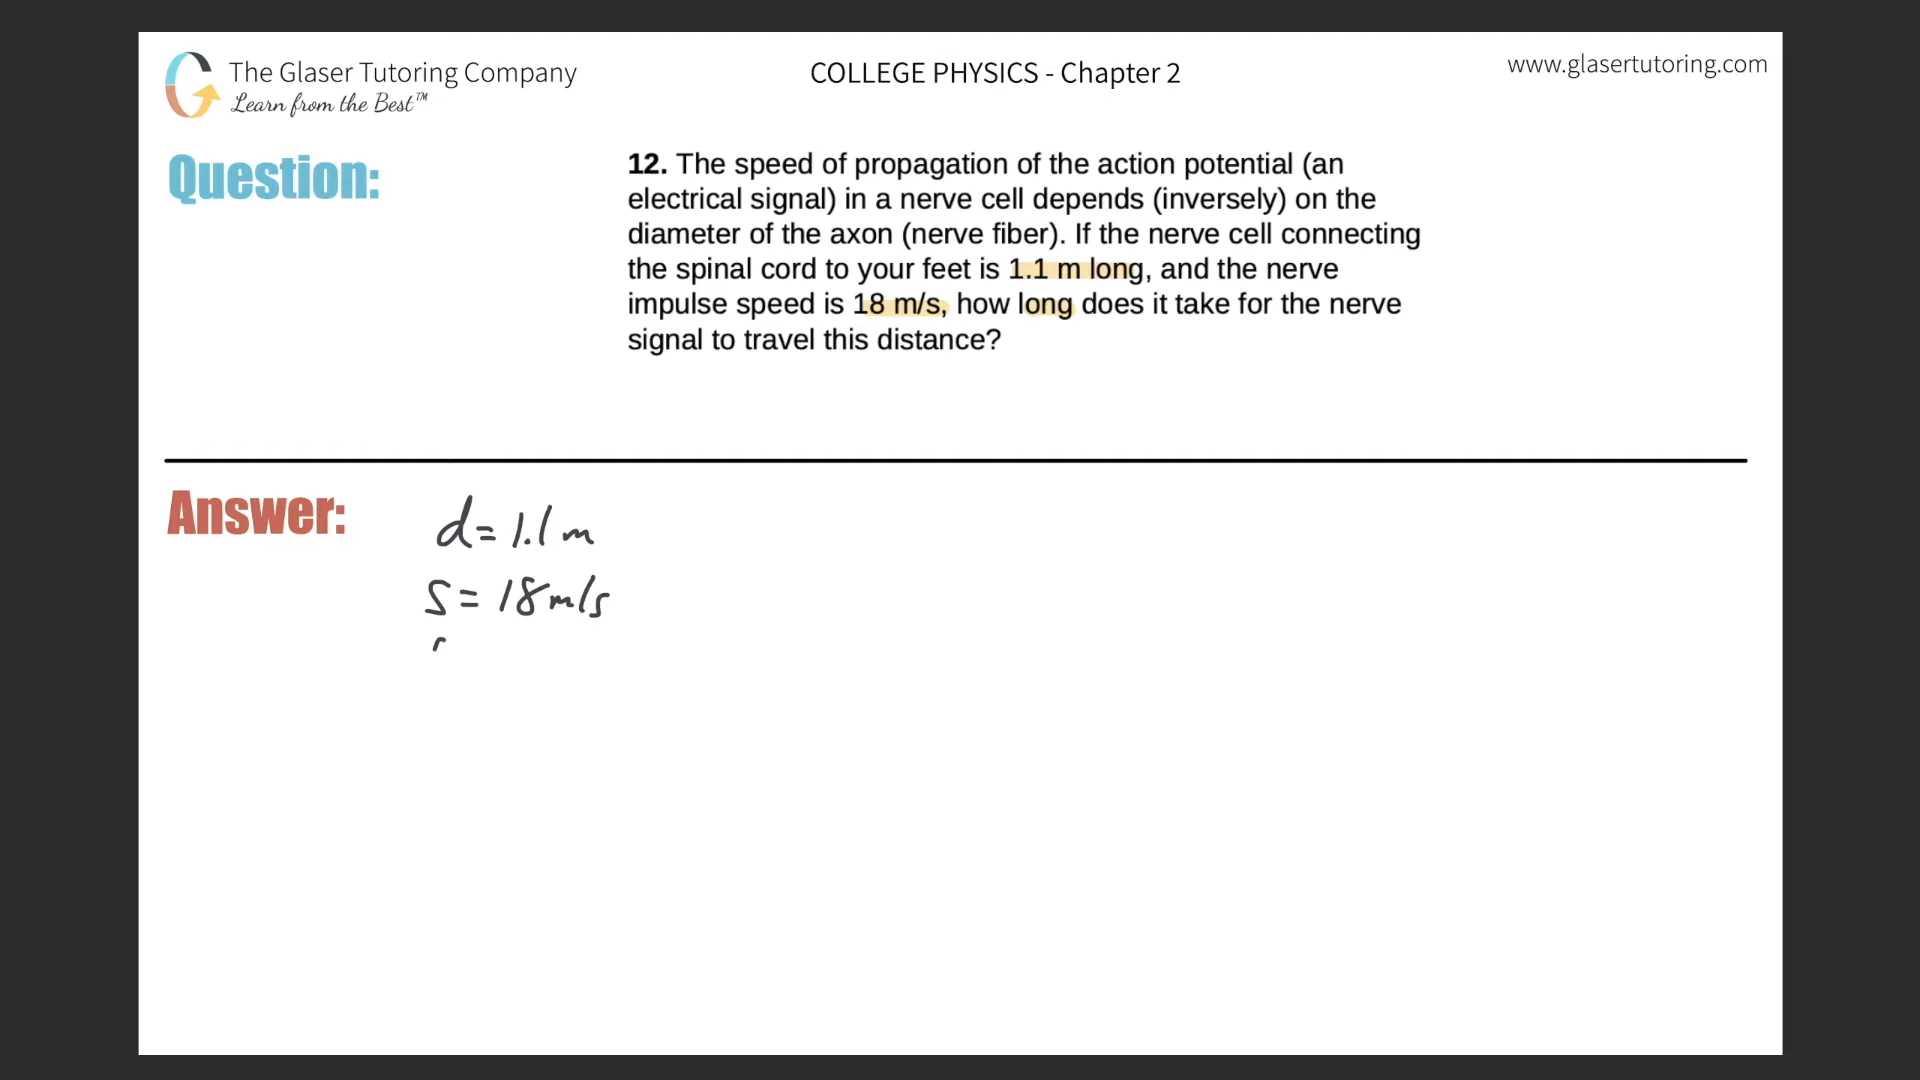 The Glaser Tutoring Company
Learn from the Best™
COLLEGE PHYSICS - Chapter 2
www.glasertutoring.com
Question:
12. The speed of propagation of the action potential (an
electrical signal) in a nerve cell depends (inversely) on the
diameter of the axon (nerve fiber). If the nerve cell connecting
the spinal cord to your feet is 1.1 m long, and the nerve
impulse speed is 18 m/s, how long does it take for the nerve
signal to travel this distance?
Answer:
d = 1.1 m
s = 18 m/s